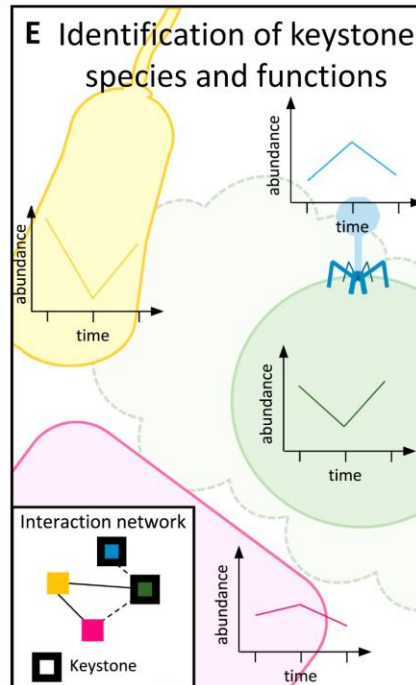 E Identification of keystone
species and functions
abundance
time
abundance
time
abundance
time
abundance
time
Interaction network
Keystone